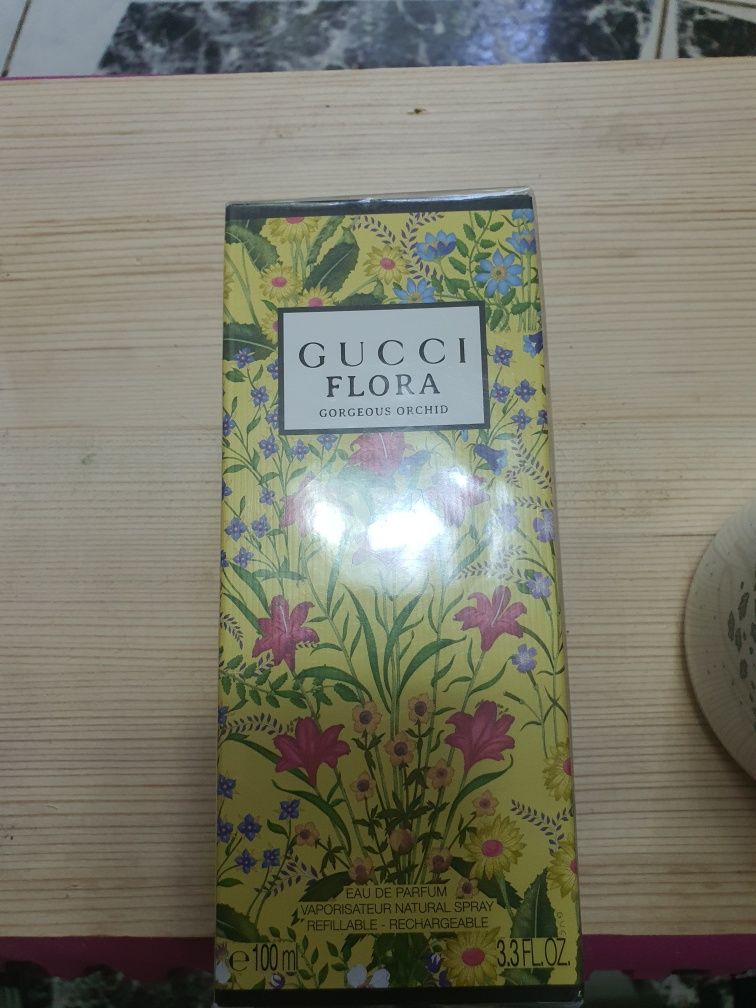 GUCCI
FLORA
GORGEOUS ORCHID
EAU DE PARFUM
VAPORISATEUR NATURAL SPRAY
REFILLABLE - RECHARGEABLE
℮ 100 ml
3.3 FL.OZ.